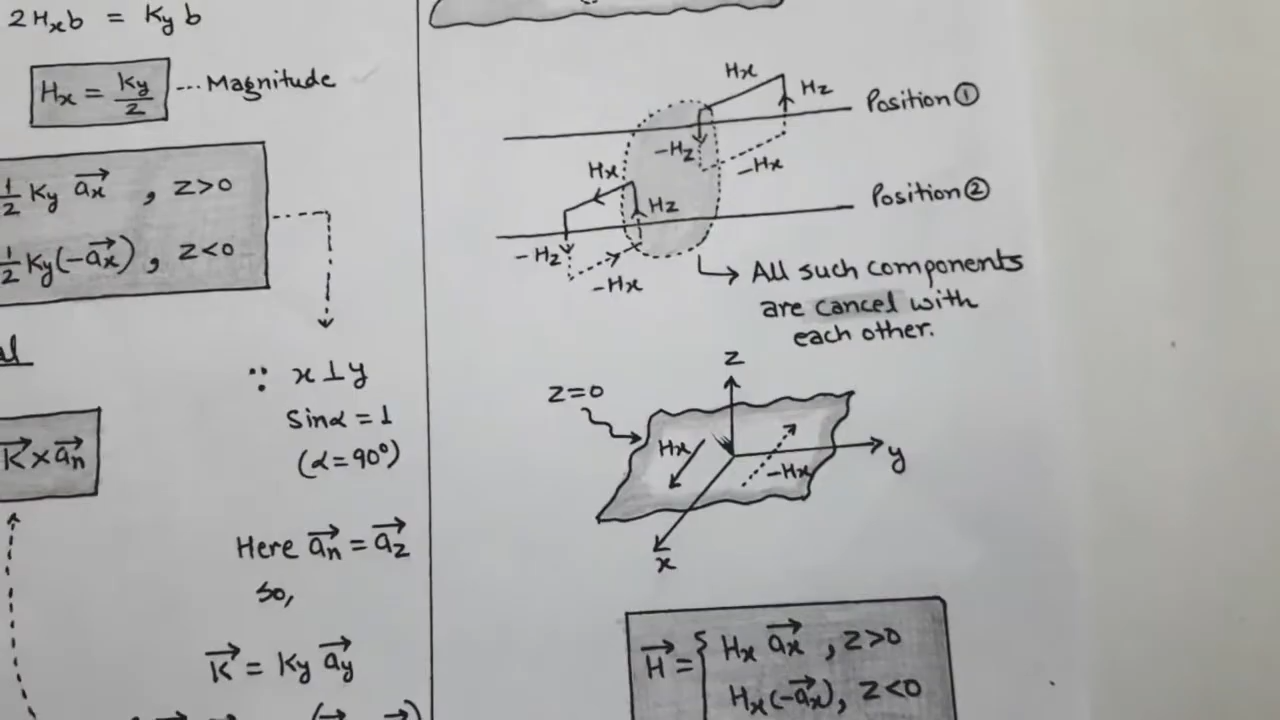 2Hxb = Kyb
Hx = Ky/2 ... Magnitude
1/2 Ky ax⃗ , z>0
1/2 Ky(-ax⃗) , z<0
K⃗ × an⃗
∵ x ⊥ y
Sinα = 1
(α = 90°)
Here an⃗ = az⃗
so,
K⃗ = Ky ay⃗
Hx
Hz
Position ①
-Hz
-Hx
Hx
Hz
Position ②
-Hz
-Hx
All such components
are cancel with
each other.
z
z=0
Hx
-Hx
y
x
H⃗ = { Hx ax⃗ , z>0
Hx(-ax⃗), z<0